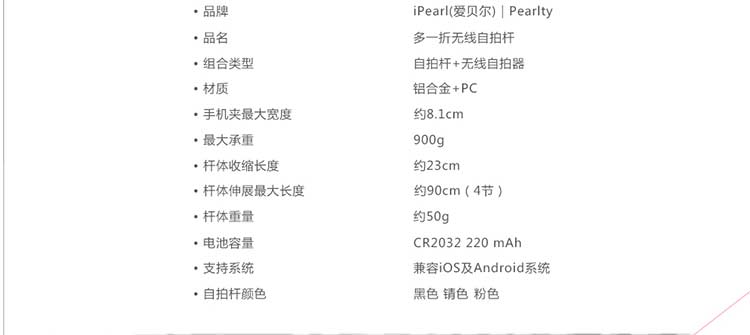 • 品牌 iPearl(爱贝尔) | Pearlty
• 品名 多一折无线自拍杆
• 组合类型 自拍杆+无线自拍器
• 材质 铝合金+PC
• 手机夹最大宽度 约8.1cm
• 最大承重 900g
• 杆体收缩长度 约23cm
• 杆体伸展最大长度 约90cm（4节）
• 杆体重量 约50g
• 电池容量 CR2032 220 mAh
• 支持系统 兼容iOS及Android系统
• 自拍杆颜色 黑色 锖色 粉色